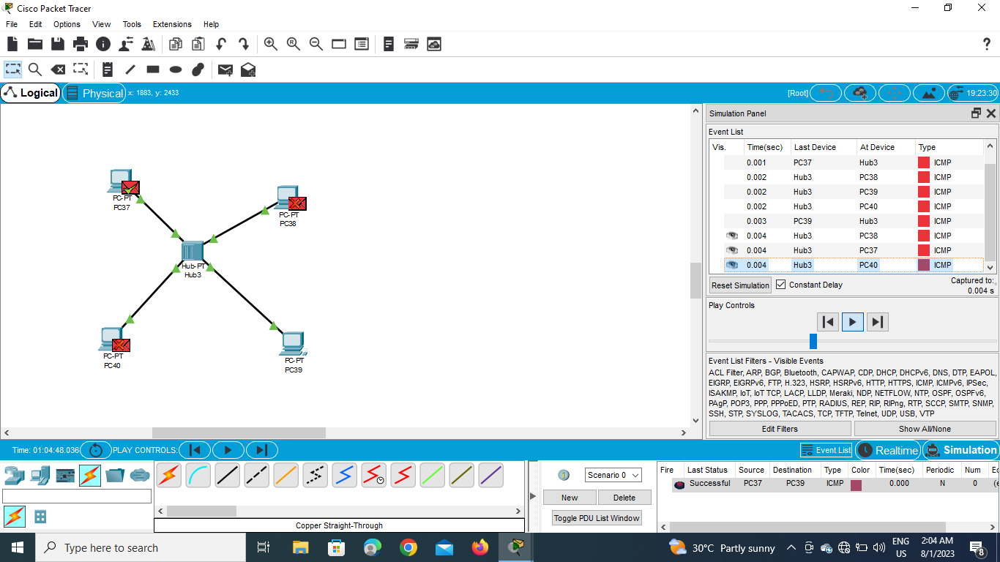 Cisco Packet Tracer
File Edit Options View Tools Extensions Help
?
Logical Physical x: 1883, y: 2433 [Root] 19:23:30
PC-PT
PC37
PC-PT
PC38
Hub-PT
Hub3
PC-PT
PC40
PC-PT
PC39
Simulation Panel
Event List
Vis. Time(sec) Last Device At Device Type
0.001 PC37 Hub3 ICMP
0.002 Hub3 PC38 ICMP
0.002 Hub3 PC39 ICMP
0.002 Hub3 PC40 ICMP
0.003 PC39 Hub3 ICMP
0.004 Hub3 PC38 ICMP
0.004 Hub3 PC37 ICMP
0.004 Hub3 PC40 ICMP
Reset Simulation Constant Delay Captured to:
0.004 s
Play Controls
Event List Filters - Visible Events
ACL Filter, ARP, BGP, Bluetooth, CAPWAP, CDP, DHCP, DHCPv6, DNS, DTP, EAPOL,
EIGRP, EIGRPv6, FTP, H.323, HSRP, HSRPv6, HTTP, HTTPS, ICMP, ICMPv6, IPSec,
ISAKMP, IoT, IoT TCP, LACP, LLDP, Meraki, NDP, NETFLOW, NTP, OSPF, OSPFv6,
PAgP, POP3, PPP, PPPoED, PTP, RADIUS, REP, RIP, RIPng, RTP, SCCP, SMTP, SNMP,
SSH, STP, SYSLOG, TACACS, TCP, TFTP, Telnet, UDP, USB, VTP
Edit Filters Show All/None
Time: 01:04:48.036 PLAY CONTROLS: Event List Realtime Simulation
Scenario 0
New Delete
Toggle PDU List Window
Fire Last Status Source Destination Type Color Time(sec) Periodic Num Ec
Successful PC37 PC39 ICMP 0.000 N 0 (e
Copper Straight-Through
Type here to search
30°C Partly sunny
ENG
US
2:04 AM
8/1/2023
8